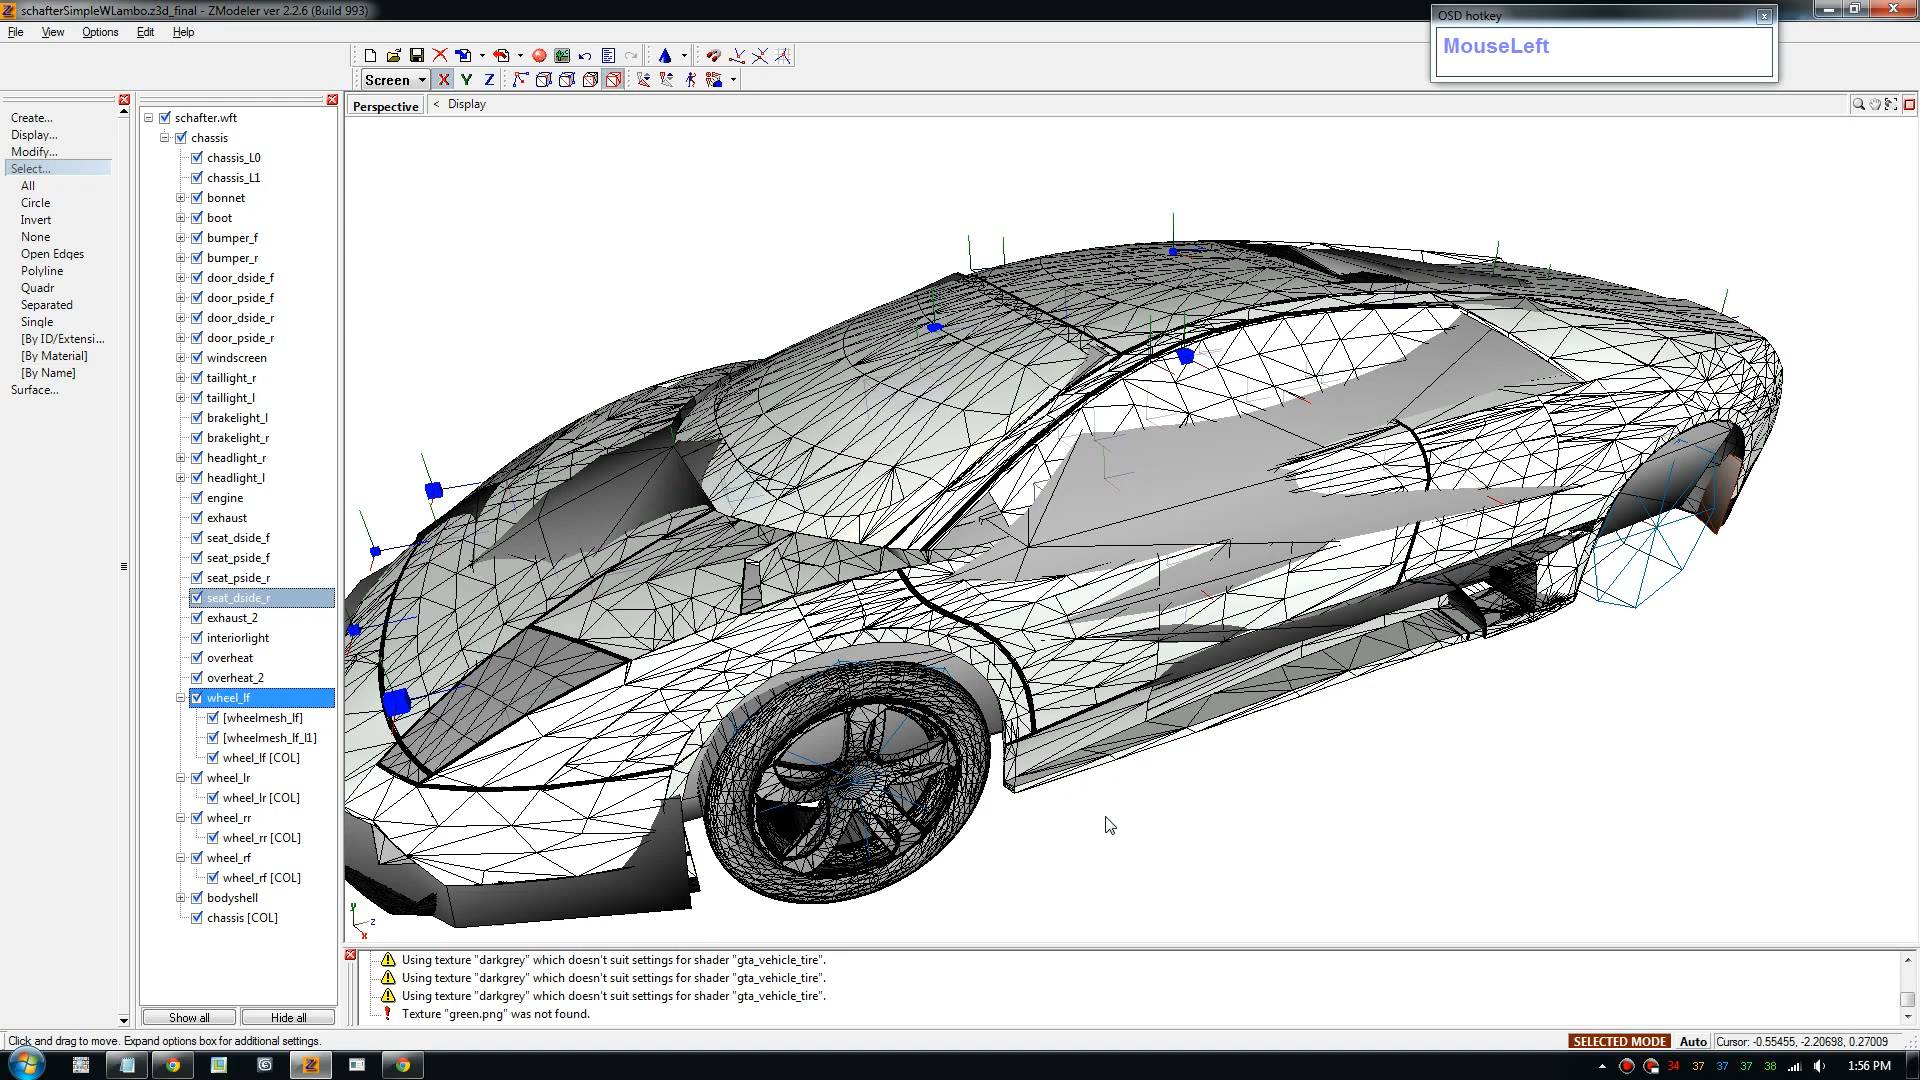 schafterSimpleWLambo.z3d_final - ZModeler ver 2.2.6 (Build 993)
OSD hotkey
MouseLeft
File View Options Edit Help
Screen X Y Z
Perspective < Display
Create...
Display...
Modify...
Select...
All
Circle
Invert
None
Open Edges
Polyline
Quadr
Separated
Single
[By ID/Extensi...
[By Material]
[By Name]
Surface...
schafter.wft
chassis
chassis_L0
chassis_L1
bonnet
boot
bumper_f
bumper_r
door_dside_f
door_pside_f
door_dside_r
door_pside_r
windscreen
taillight_r
taillight_l
brakelight_l
brakelight_r
headlight_r
headlight_l
engine
exhaust
seat_dside_f
seat_pside_f
seat_pside_r
seat_dside_r
exhaust_2
interiorlight
overheat
overheat_2
wheel_lf
[wheelmesh_lf]
[wheelmesh_lf_l1]
wheel_lf [COL]
wheel_lr
wheel_lr [COL]
wheel_rr
wheel_rr [COL]
wheel_rf
wheel_rf [COL]
bodyshell
chassis [COL]
Show all Hide all
y
z
x
Using texture "darkgrey" which doesn't suit settings for shader "gta_vehicle_tire".
Using texture "darkgrey" which doesn't suit settings for shader "gta_vehicle_tire".
Using texture "darkgrey" which doesn't suit settings for shader "gta_vehicle_tire".
Texture "green.png" was not found.
Click and drag to move. Expand options box for additional settings.
SELECTED MODE Auto Cursor: -0.55455, -2.20698, 0.27009
34 37 37 37 38 1:56 PM